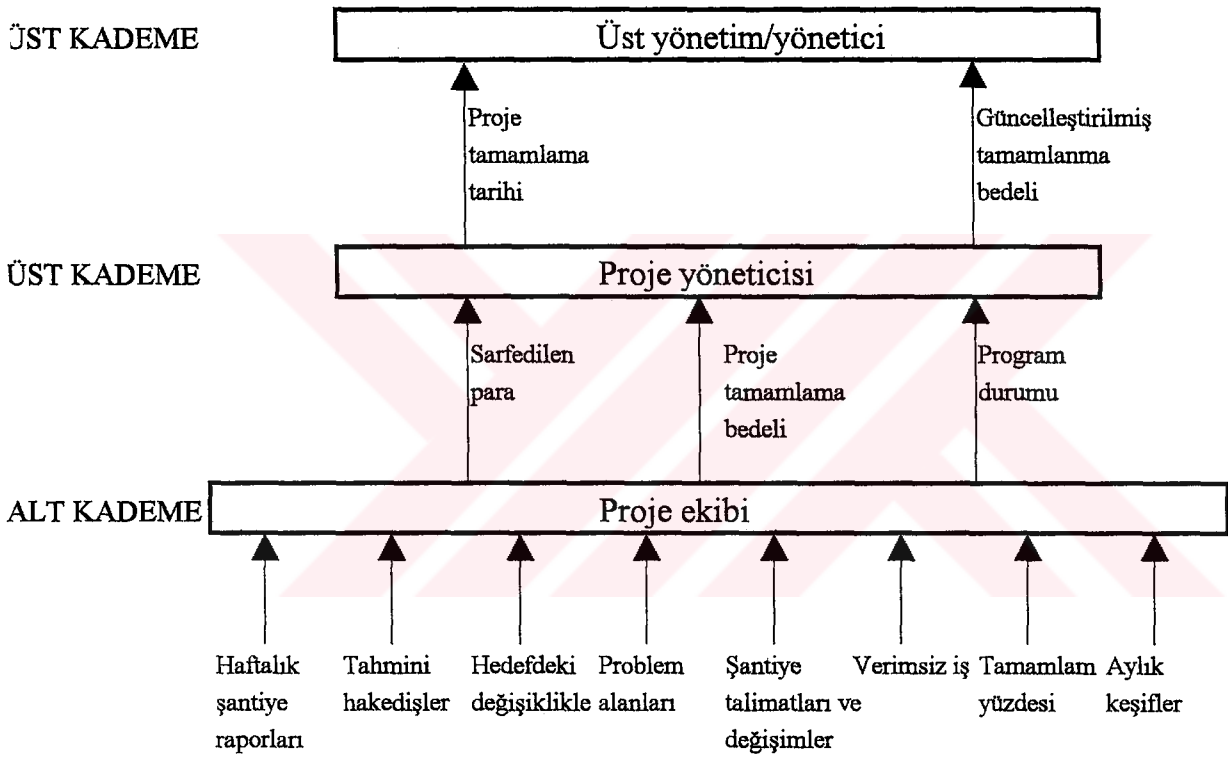 ÜST KADEME
Üst yönetim/yönetici
Proje
tamamlama
tarihi
Güncelleştirilmiş
tamamlanma
bedeli
ÜST KADEME
Proje yöneticisi
Sarfedilen
para
Proje
tamamlama
bedeli
Program
durumu
ALT KADEME
Proje ekibi
Haftalık
şantiye
raporları
Tahmini
hakedişler
Hedefdeki
değişiklikle
Problem
alanları
Şantiye
talimatları ve
değişimler
Verimsiz iş
Tamamlam
yüzdesi
Aylık
keşifler